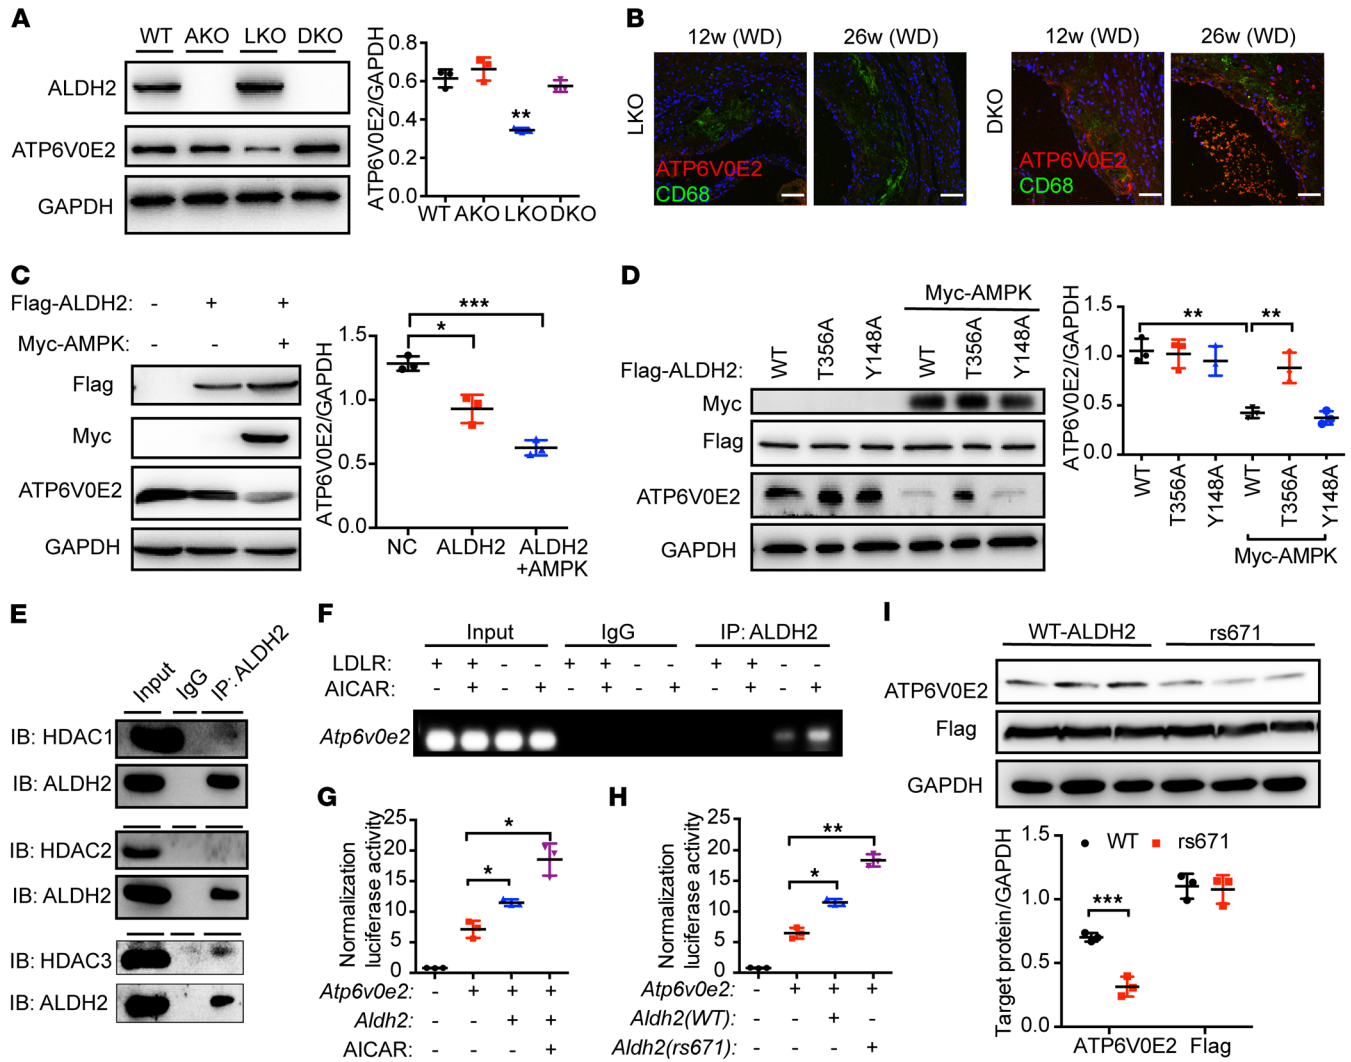 A
WT AKO LKO DKO
ALDH2
ATP6V0E2
GAPDH
ATP6V0E2/GAPDH
0.8
0.6
0.4
0.2
0.0
**
WT AKO LKO DKO
B
12w (WD) 26w (WD)
LKO
ATP6V0E2
CD68
12w (WD) 26w (WD)
DKO
ATP6V0E2
CD68
C
Flag-ALDH2: - + +
Myc-AMPK: - - +
Flag
Myc
ATP6V0E2
GAPDH
ATP6V0E2/GAPDH
1.5
1.0
0.5
0.0
***
*
NC ALDH2 ALDH2
+AMPK
D
Myc-AMPK
Flag-ALDH2: WT T356A Y148A WT T356A Y148A
Myc
Flag
ATP6V0E2
GAPDH
ATP6V0E2/GAPDH
1.5
1.0
0.5
0.0
** **
WT T356A Y148A WT T356A Y148A
Myc-AMPK
E
Input IgG IP: ALDH2
IB: HDAC1
IB: ALDH2
IB: HDAC2
IB: ALDH2
IB: HDAC3
IB: ALDH2
F
Input IgG IP: ALDH2
LDLR: + + - - + + - - + + - -
AICAR: - + - + - + - + - + - +
Atp6v0e2
G
Normalization
luciferase activity
25
20
15
10
5
0
*
*
Atp6v0e2: - + + +
Aldh2: - - + +
AICAR: - - - +
H
Normalization
luciferase activity
25
20
15
10
5
0
**
*
Atp6v0e2: - + + +
Aldh2(WT): - - + -
Aldh2(rs671): - - - +
I
WT-ALDH2 rs671
ATP6V0E2
Flag
GAPDH
Target protein/GAPDH
1.5
1.0
0.5
0.0
WT rs671
***
ATP6V0E2 Flag